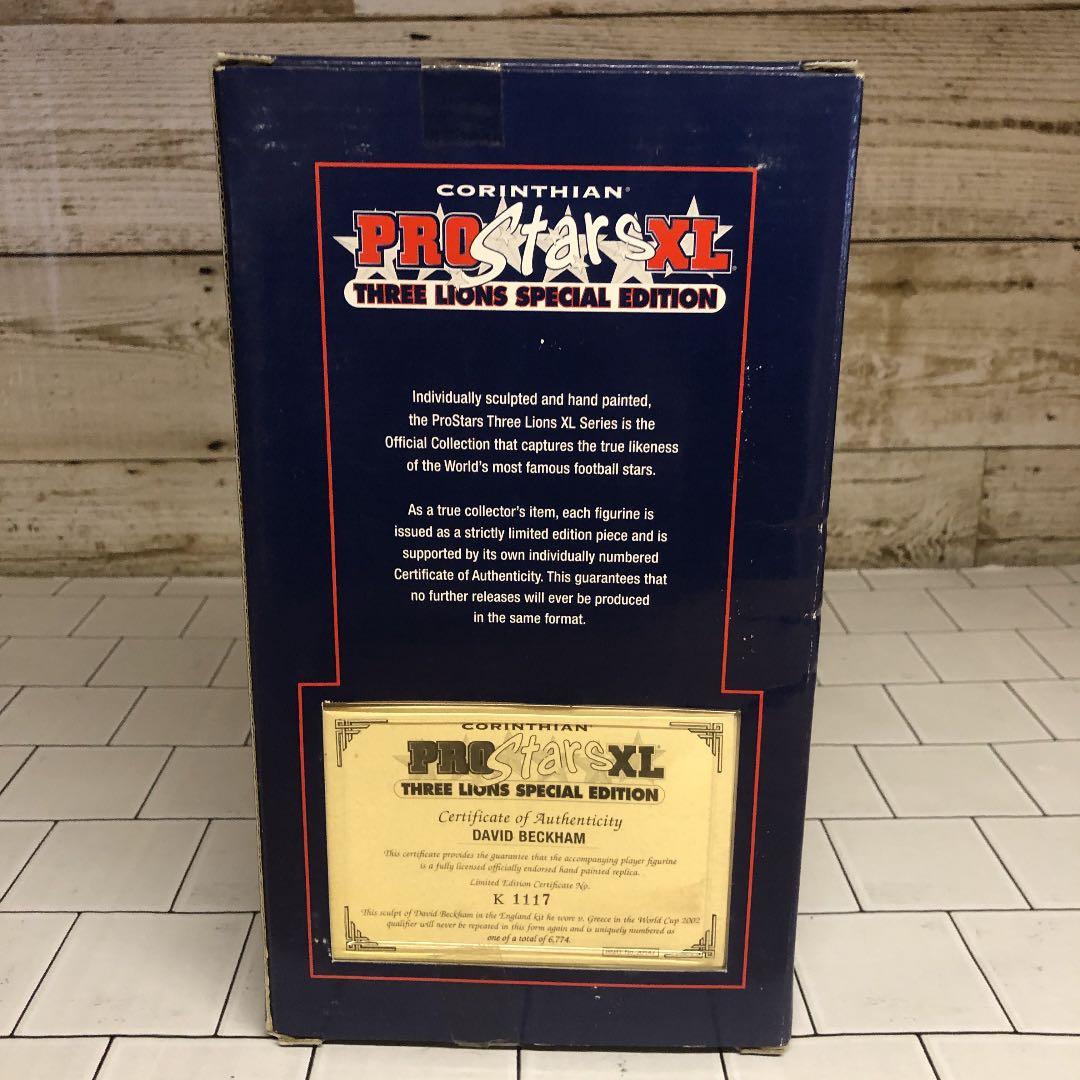 CORINTHIAN®
PROStarsXL
THREE LIONS SPECIAL EDITION
Individually sculpted and hand painted,
the ProStars Three Lions XL Series is the
Official Collection that captures the true likeness
of the World's most famous football stars.
As a true collector's item, each figurine is
issued as a strictly limited edition piece and is
supported by its own individually numbered
Certificate of Authenticity. This guarantees that
no further releases will ever be produced
in the same format.
CORINTHIAN
PROStarsXL
THREE LIONS SPECIAL EDITION
Certificate of Authenticity
DAVID BECKHAM
This certificate provides the guarantee that the accompanying player figurine
is a fully licensed officially endorsed hand painted replica.
Limited Edition Certificate No.
K 1117
This sculpt of David Beckham in the England kit he wore v. Greece in the World Cup 2002
qualifier will never be repeated in this form again and is uniquely numbered as
one of a total of 6,774.